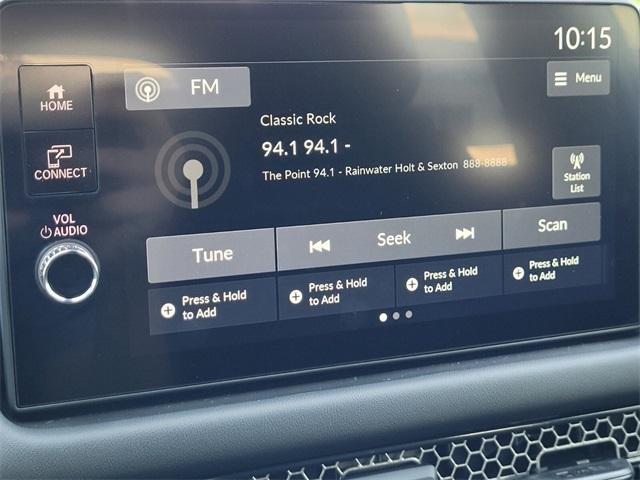 10:15
FM
Menu
HOME
CONNECT
Classic Rock
94.1 94.1 -
The Point 94.1 - Rainwater Holt & Sexton 888-8888
Station
List
VOL
AUDIO
Tune
Seek
Scan
Press & Hold
to Add
Press & Hold
to Add
Press & Hold
to Add
Press & Hold
to Add